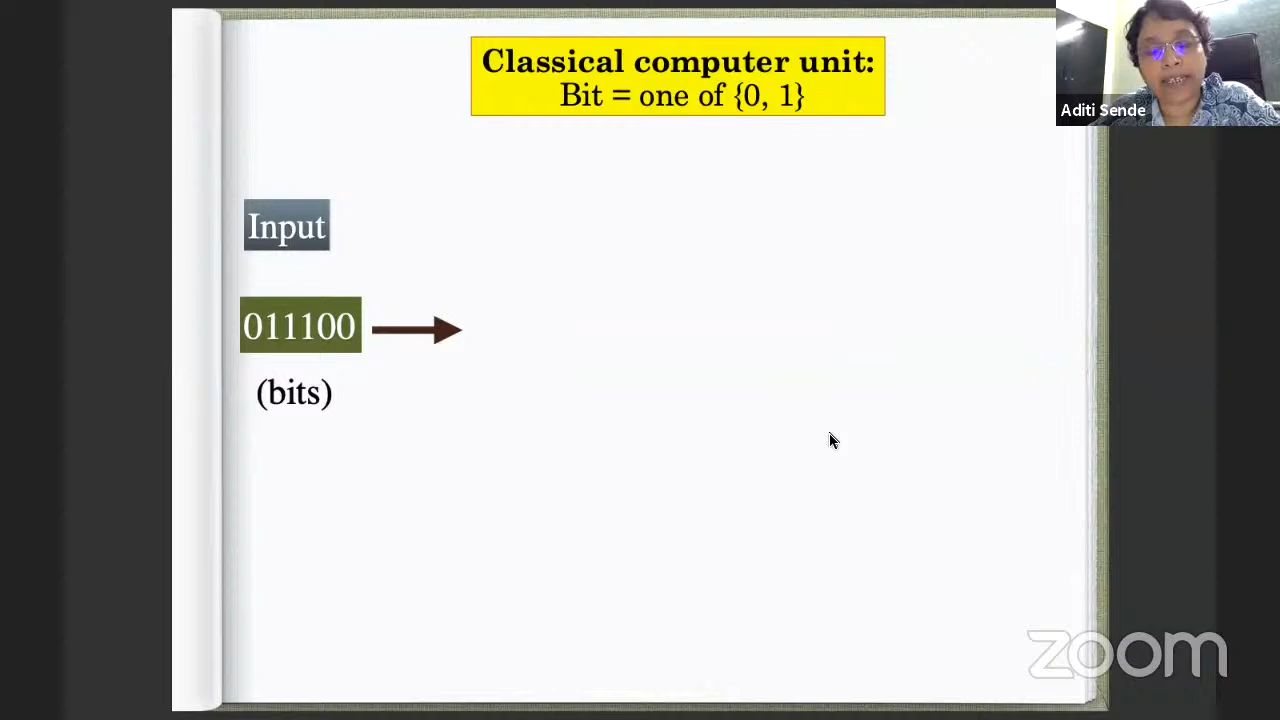 Classical computer unit:
Bit = one of {0, 1}
Aditi Sende
Input
011100
(bits)
zoom